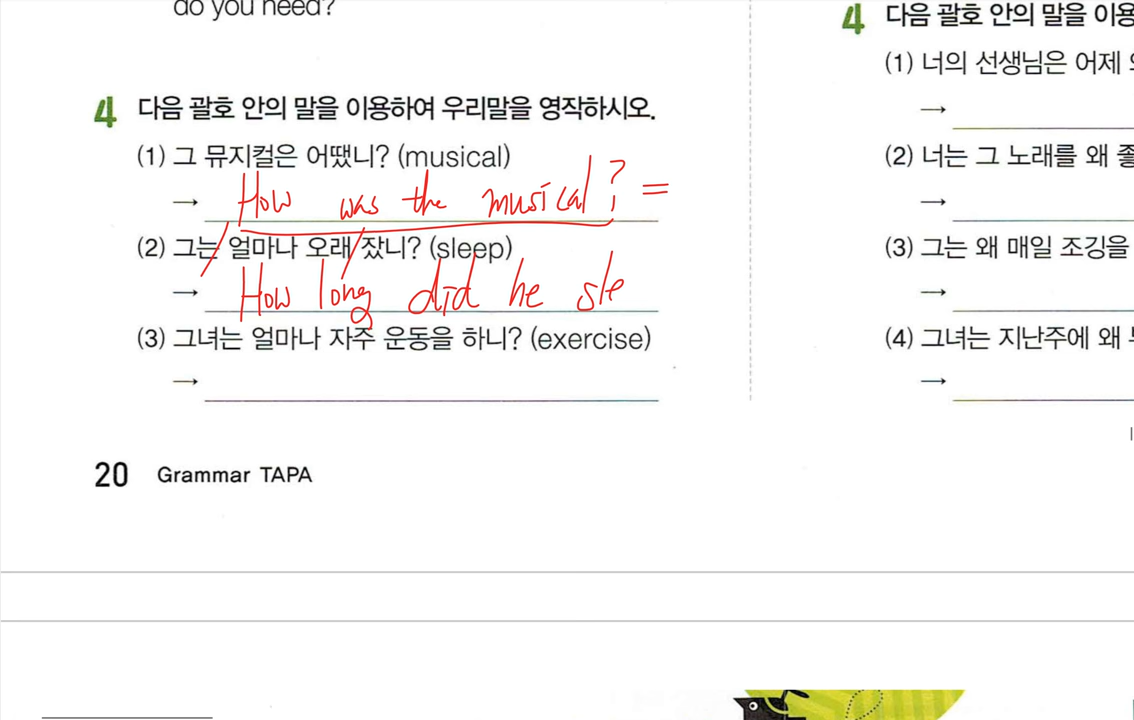 do you need?
4 다음 괄호 안의 말을 이용하여 우리말을 영작하시오.
(1) 그 뮤지컬은 어땠니? (musical)
→ How was the musical? =
(2) 그는 얼마나 오래 잤니? (sleep)
→ How long did he sle
(3) 그녀는 얼마나 자주 운동을 하니? (exercise)
→
20 Grammar TAPA
4 다음 괄호 안의 말을 이용
(1) 너의 선생님은 어제
→
(2) 너는 그 노래를 왜
→
(3) 그는 왜 매일 조깅을
→
(4) 그녀는 지난주에 왜
→